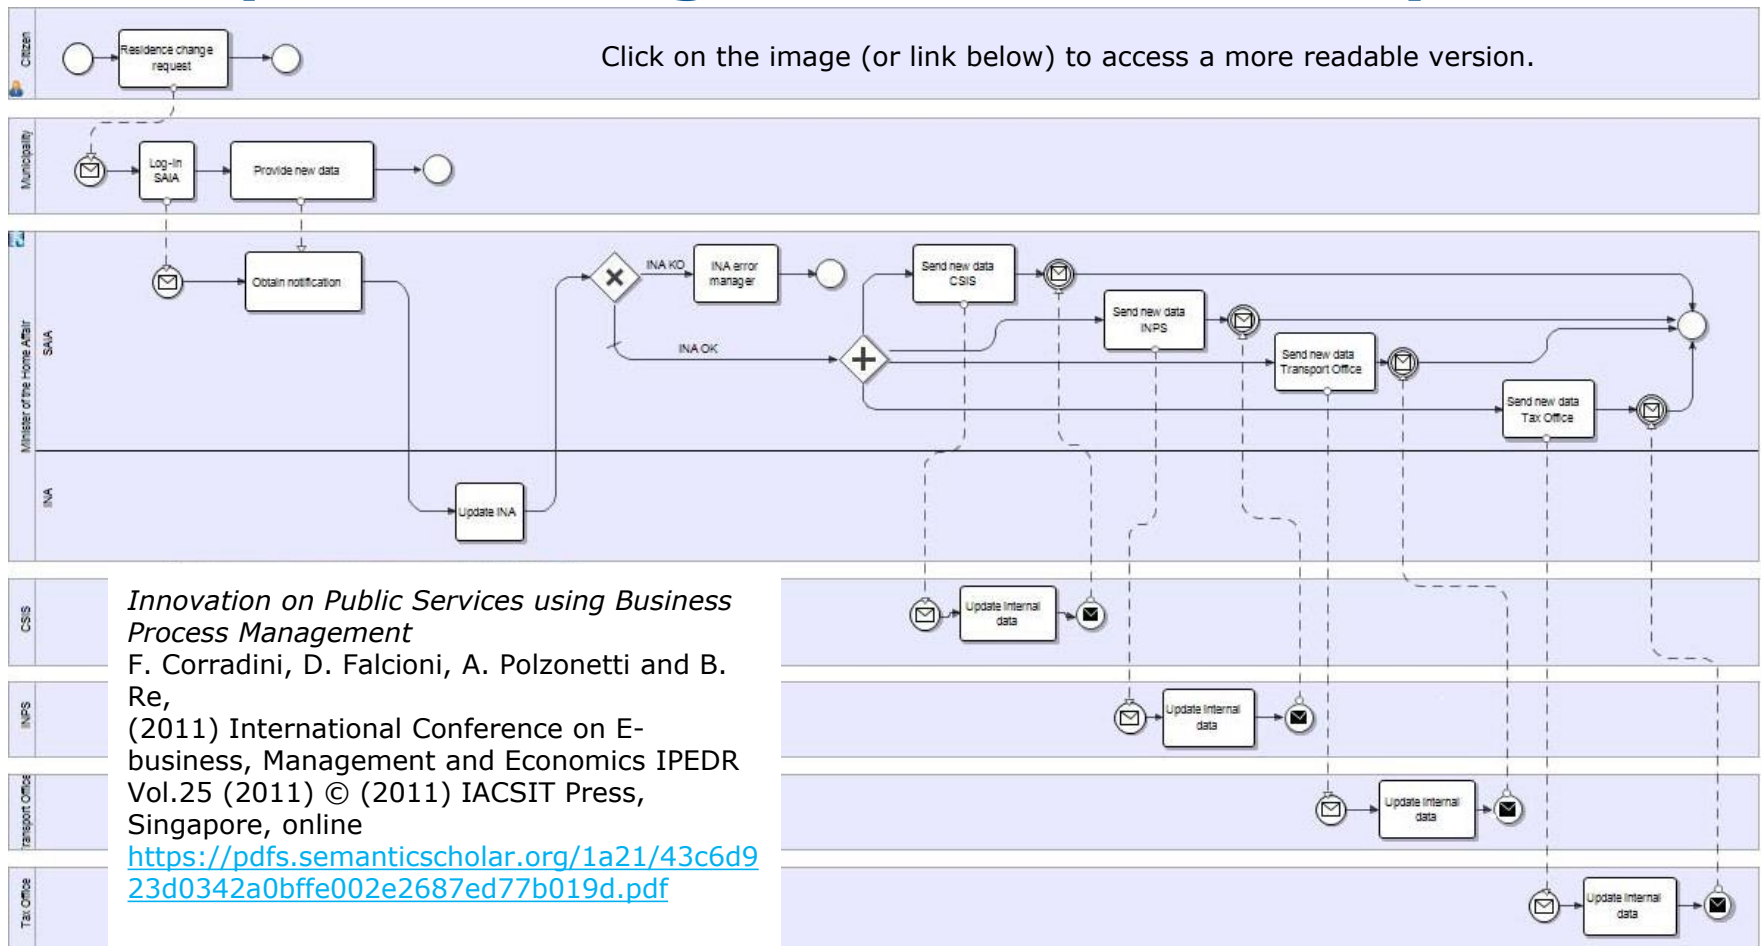 Citizen
Residence change
request
Click on the image (or link below) to access a more readable version.
Municipality
Log-In
SAIA
Provide new data
Minister of the Home Affair
SAIA
Obtain notification
INA KO
INA error
manager
INA OK
Send new data
CSIS
Send new data
INPS
Send new data
Transport Office
Send new data
Tax Office
INA
Update INA
CSIS
Update Internal
data
Innovation on Public Services using Business
Process Management
F. Corradini, D. Falcioni, A. Polzonetti and B.
Re,
(2011) International Conference on E-
business, Management and Economics IPEDR
Vol.25 (2011) © (2011) IACSIT Press,
Singapore, online
https://pdfs.semanticscholar.org/1a21/43c6d9
23d0342a0bffe002e2687ed77b019d.pdf
INPS
Update Internal
data
ransport Office
Update Internal
data
Tax Office
Update Internal
data